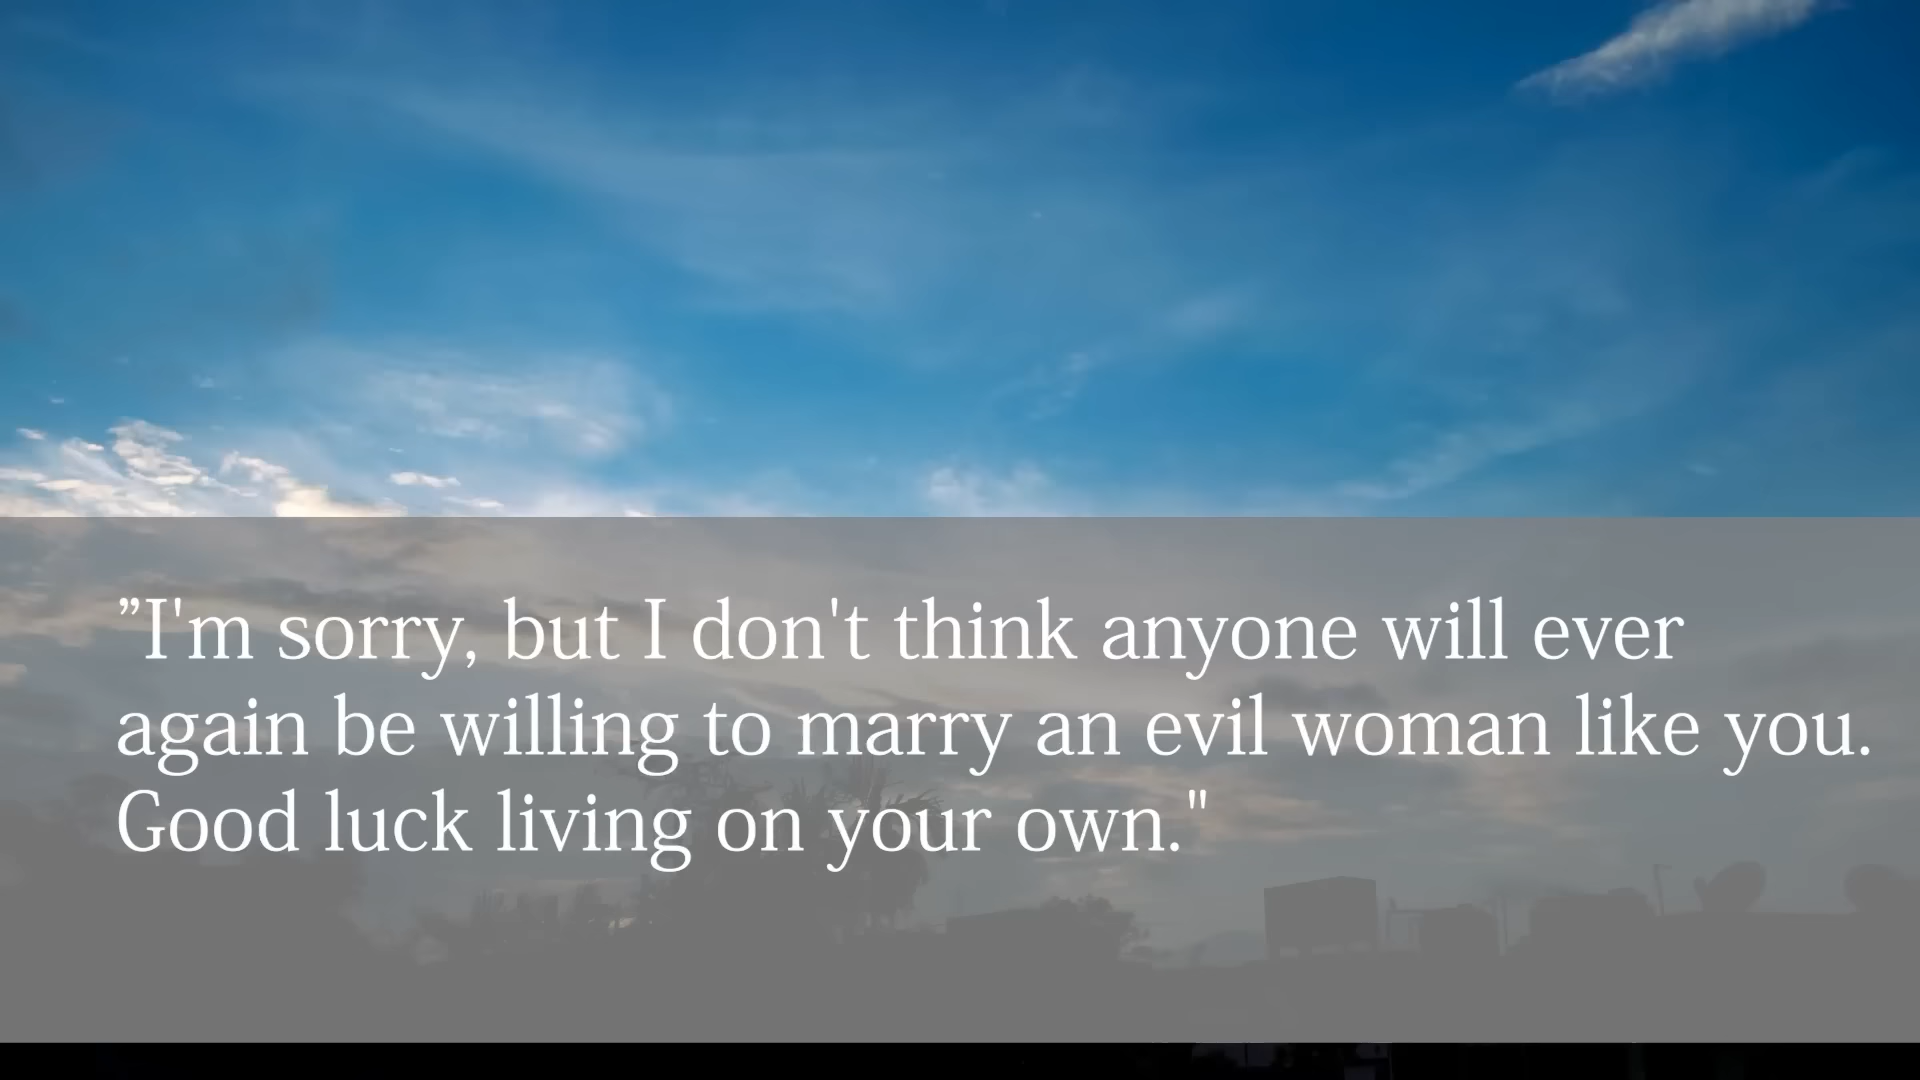 ”I'm sorry, but I don't think anyone will ever
again be willing to marry an evil woman like you.
Good luck living on your own."